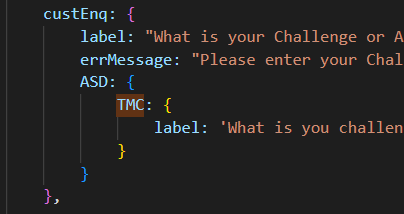 custEnq: {
label: "What is your Challenge or A
errMessage: "Please enter your Chal
ASD: {
TMC: {
label: 'What is you challen
}
}
},